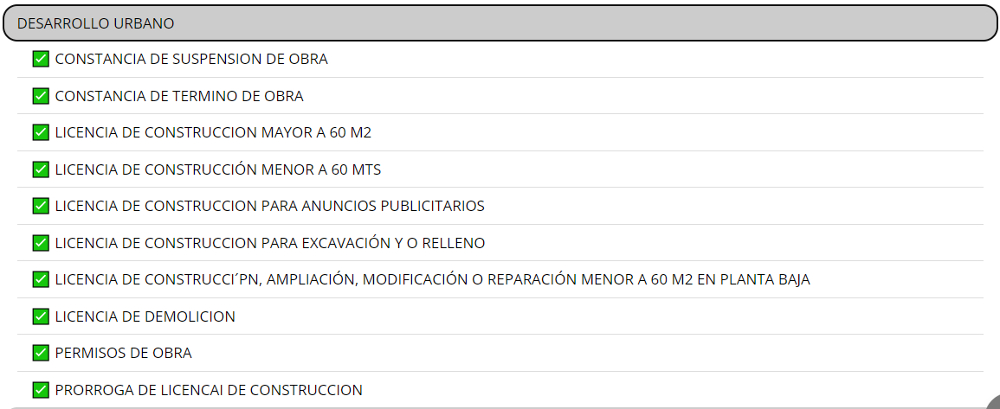 DESARROLLO URBANO
CONSTANCIA DE SUSPENSION DE OBRA
CONSTANCIA DE TERMINO DE OBRA
LICENCIA DE CONSTRUCCION MAYOR A 60 M2
LICENCIA DE CONSTRUCCIÓN MENOR A 60 MTS
LICENCIA DE CONSTRUCCION PARA ANUNCIOS PUBLICITARIOS
LICENCIA DE CONSTRUCCION PARA EXCAVACIÓN Y O RELLENO
LICENCIA DE CONSTRUCCI´PN, AMPLIACIÓN, MODIFICACIÓN O REPARACIÓN MENOR A 60 M2 EN PLANTA BAJA
LICENCIA DE DEMOLICION
PERMISOS DE OBRA
PRORROGA DE LICENCAI DE CONSTRUCCION